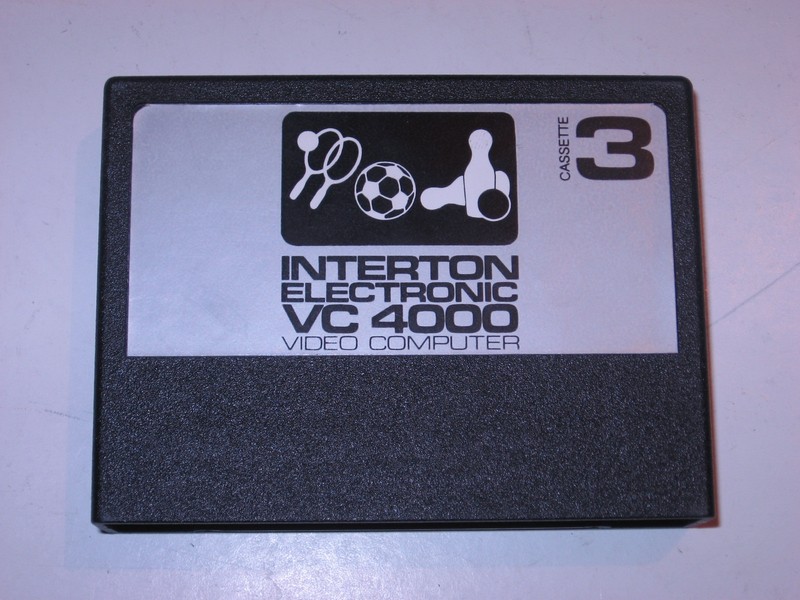 CASSETTE 3
INTERTON
ELECTRONIC
VC 4000
VIDEO COMPUTER